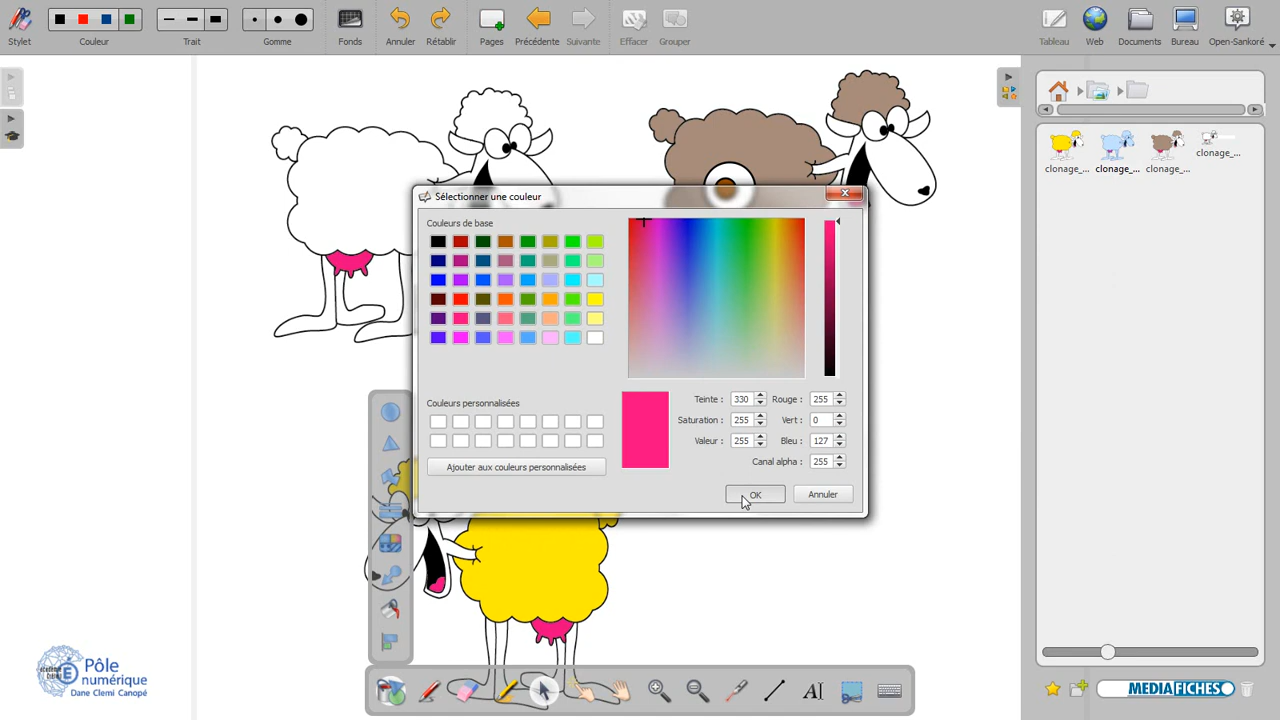 Stylet Couleur Trait Gomme Fonds Annuler Rétablir Pages Précédente Suivante Effacer Grouper Tableau Web Documents Bureau Open-Sankoré
clonage_... clonage_... clonage_... clonage_...
Sélectionner une couleur
Couleurs de base
Couleurs personnalisées
Ajouter aux couleurs personnalisées
Teinte : 330 Rouge : 255
Saturation : 255 Vert : 0
Valeur : 255 Bleu : 127
Canal alpha : 255
OK Annuler
Pôle
numérique
Dane Clemi Canopé
MEDIAFICHES